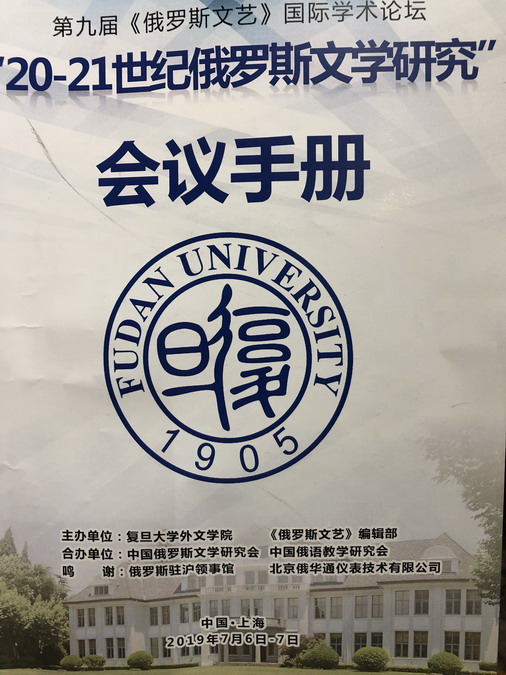 第九届《俄罗斯文艺》国际学术论坛
“20-21世纪俄罗斯文学研究”
会议手册
FUDAN UNIVERSITY
復旦
1905
主办单位：复旦大学外文学院 《俄罗斯文艺》编辑部
合办单位：中国俄罗斯文学研究会 中国俄语教学研究会
鸣 谢：俄罗斯驻沪领事馆 北京俄华通仪表技术有限公司
中国·上海
2019年7月6日-7日